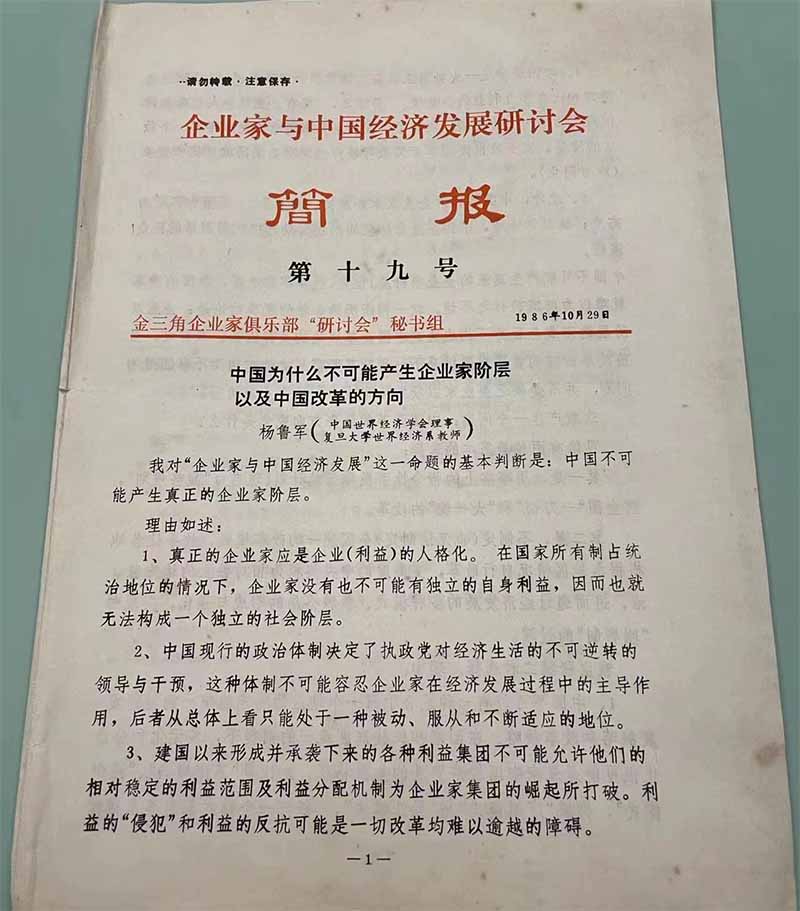 ··请勿转载·注意保存·
企业家与中国经济发展研讨会
簡报
第十九号
金三角企业家俱乐部“研讨会”秘书组 1986年10月29日
中国为什么不可能产生企业家阶层
以及中国改革的方向
杨鲁军(中国世界经济学会理事
复旦大学世界经济系教师)
我对“企业家与中国经济发展”这一命题的基本判断是：中国不可
能产生真正的企业家阶层。
理由如述：
1、真正的企业家应是企业(利益)的人格化。在国家所有制占统
治地位的情况下，企业家没有也不可能有独立的自身利益，因而也就
无法构成一个独立的社会阶层。
2、中国现行的政治体制决定了执政党对经济生活的不可逆转的
领导与干预，这种体制不可能容忍企业家在经济发展过程中的主导作
用，后者从总体上看只能处于一种被动、服从和不断适应的地位。
3、建国以来形成并承袭下来的各种利益集团不可能允许他们的
相对稳定的利益范围及利益分配机制为企业家集团的崛起所打破。利
益的“侵犯”和利益的反抗可能是一切改革均难以逾越的障碍。
—1—